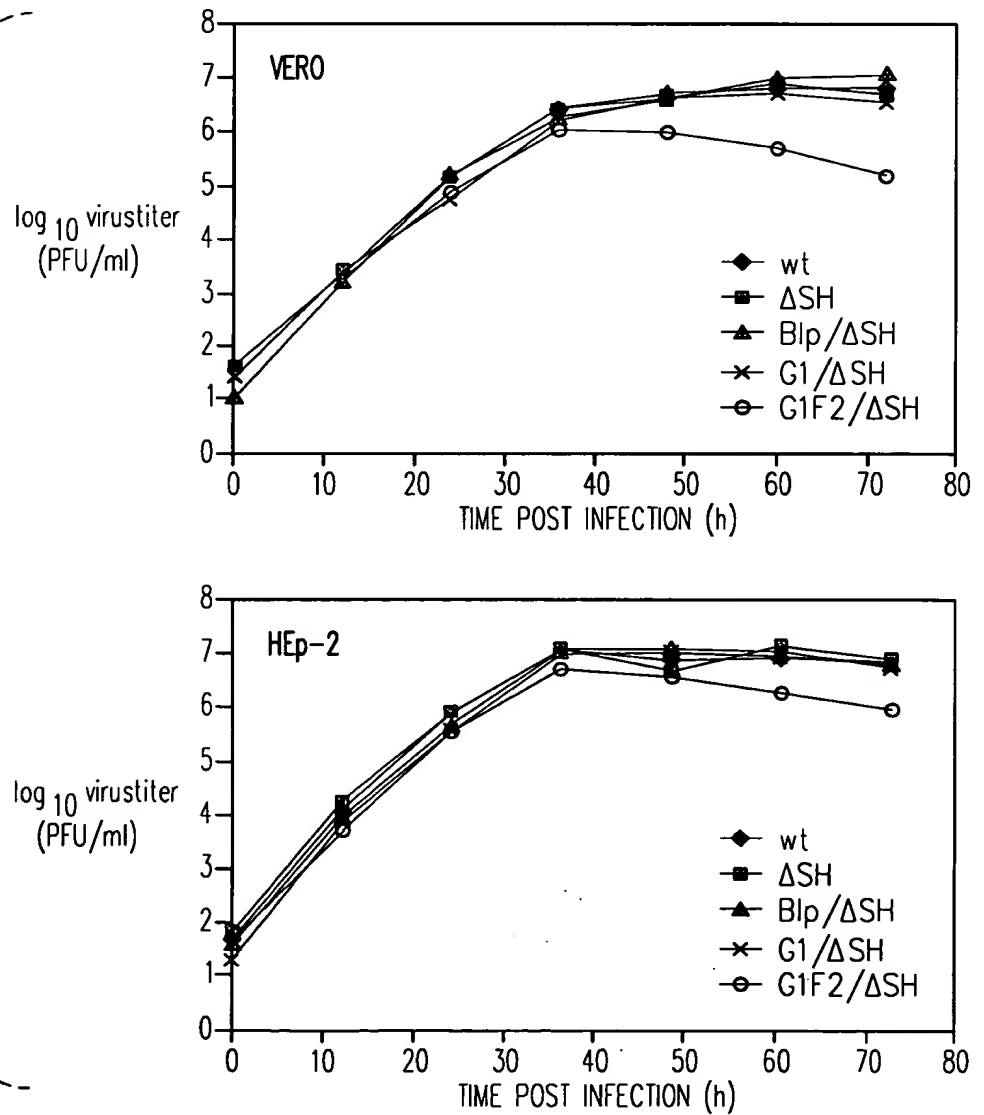 VERO
log 10 virustiter
(PFU/ml)
8
7
6
5
4
3
2
1
0
wt
ΔSH
Blp/ΔSH
G1/ΔSH
G1F2/ΔSH
0 10 20 30 40 50 60 70 80
TIME POST INFECTION (h)
HEp-2
log 10 virustiter
(PFU/ml)
8
7
6
5
4
3
2
1
0
wt
ΔSH
Blp/ΔSH
G1/ΔSH
G1F2/ΔSH
0 10 20 30 40 50 60 70 80
TIME POST INFECTION (h)